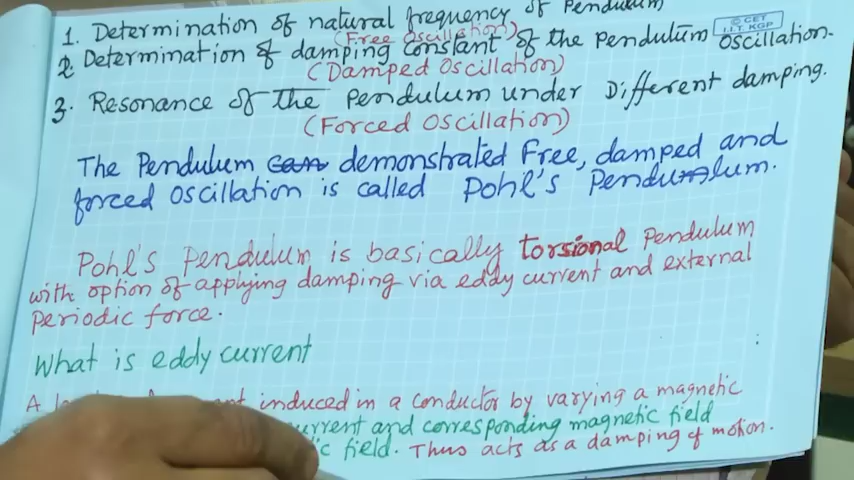 1. Determination of natural frequency of Pendulum
(Free Oscillation)
© CET
I.I.T. KGP
2 Determination of damping constant of the pendulum oscillation.
(Damped Oscillation)
3. Resonance of the Pendulum under Different damping.
(Forced Oscillation)
The Pendulum can demonstrated Free, damped and
forced oscillation is called Pohl's Pendumlum.
Pohl's Pendulum is basically torsional Pendulum
with option of applying damping via eddy current and external
Periodic force.
What is eddy current
A induced in a conductor by varying a magnetic
current and corresponding magnetic field
field. Thus acts as a damping of motion.